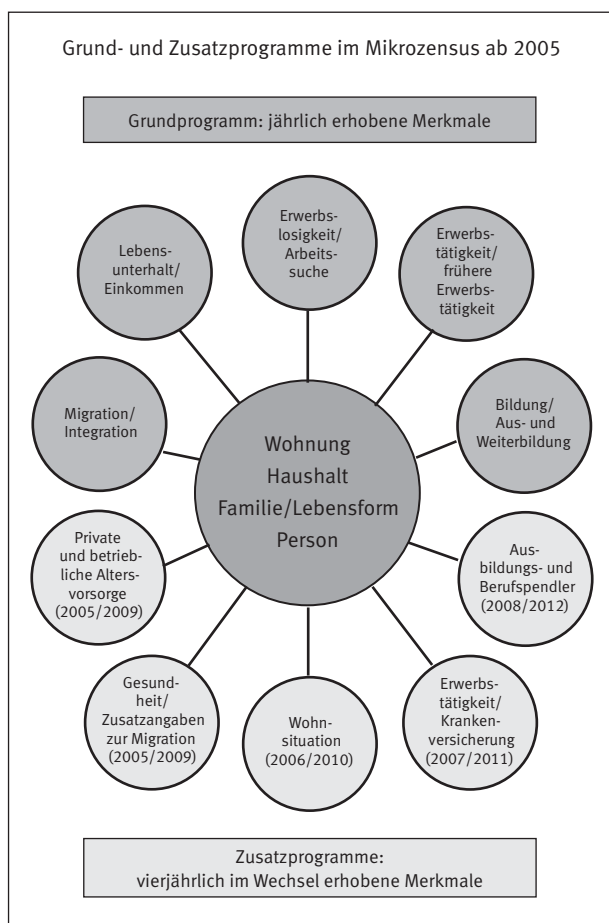 Grund- und Zusatzprogramme im Mikrozensus ab 2005
Grundprogramm: jährlich erhobene Merkmale
Erwerbs-
losigkeit/
Arbeits-
suche
Lebens-
unterhalt/
Einkommen
Erwerbs-
tätigkeit/
frühere
Erwerbs-
tätigkeit
Migration/
Integration
Bildung/
Aus- und
Weiterbildung
Wohnung
Haushalt
Familie/Lebensform
Person
Private
und betrieb-
liche Alters-
vorsorge
(2005/2009)
Aus-
bildungs- und
Berufspendler
(2008/2012)
Gesund-
heit/
Zusatzangaben
zur Migration
(2005/2009)
Wohn-
situation
(2006/2010)
Erwerbs-
tätigkeit/
Kranken-
versicherung
(2007/2011)
Zusatzprogramme:
vierjährlich im Wechsel erhobene Merkmale